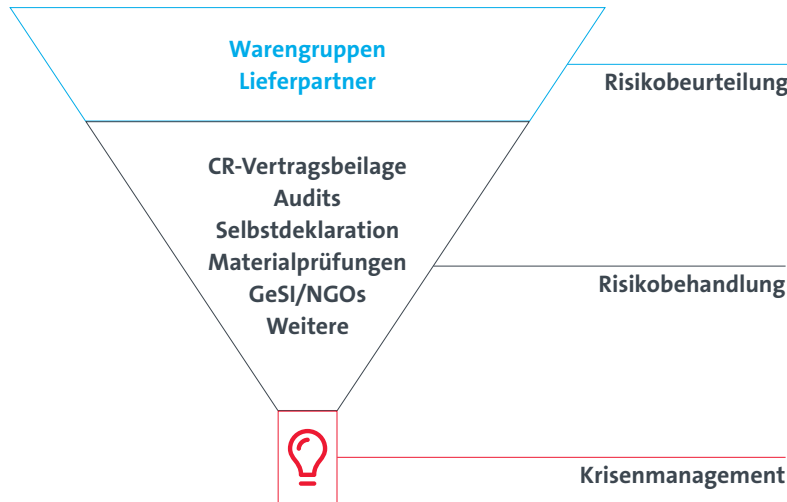 Warengruppen
Lieferpartner
Risikobeurteilung
CR-Vertragsbeilage
Audits
Selbstdeklaration
Materialprüfungen
GeSI/NGOs
Weitere
Risikobehandlung
Krisenmanagement